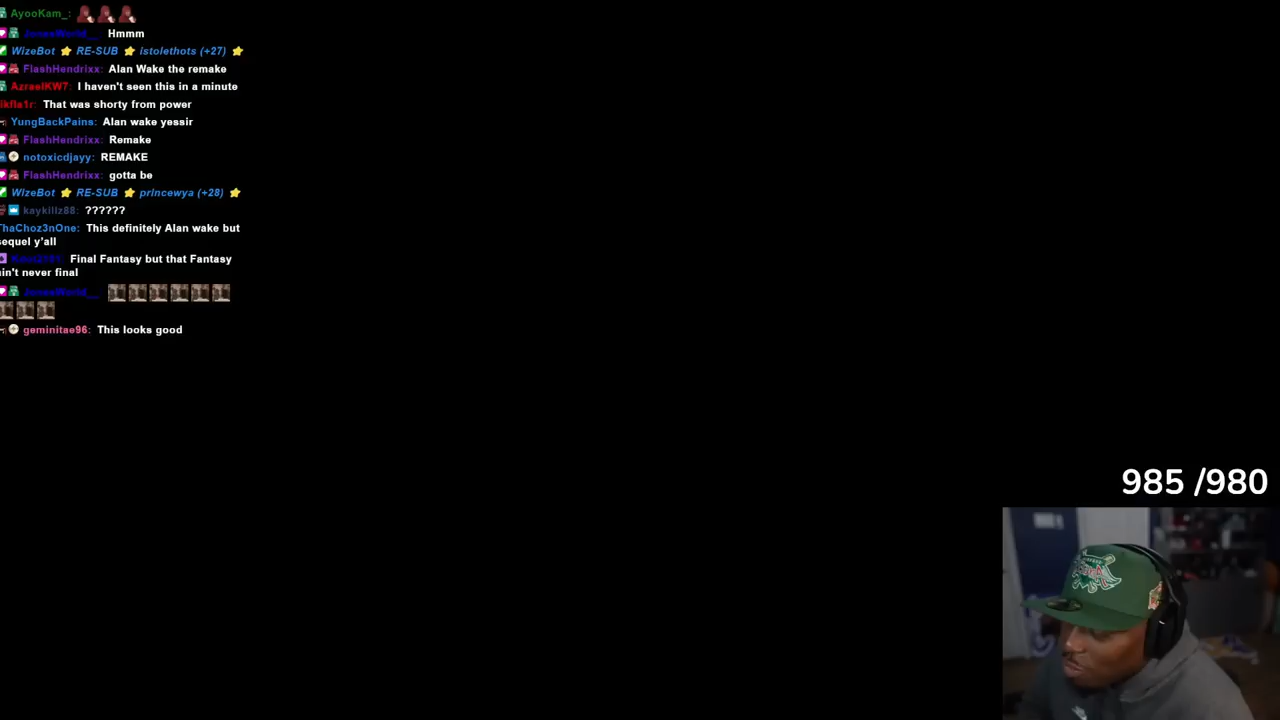 AyooKam_:
Hmmm
WizeBot RE-SUB istolethots (+27)
FlashHendrixx: Alan Wake the remake
AzraelKW7: I haven't seen this in a minute
That was shorty from power
YungBackPains: Alan wake yessir
FlashHendrixx: Remake
notoxicdjayy: REMAKE
FlashHendrixx: gotta be
WizeBot RE-SUB princewya (+28)
kaykillz88: ??????
ThaChoz3nOne: This definitely Alan wake but
sequel y'all
Final Fantasy but that Fantasy
ain't never final
geminitae96: This looks good
985 /980